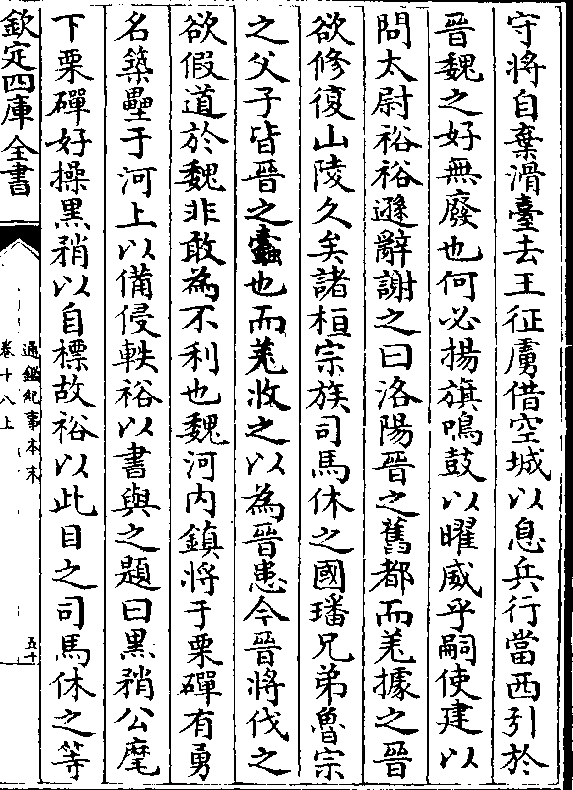 守將自棄滑臺去王征虜借空城以息兵行當西引於
晉魏之好無廢也何必揚旗鳴鼓以曜威乎嗣使建以
問太尉裕裕遜辭謝之曰洛陽晉之舊都而羌據之晉
欲修復山陵久矣諸桓宗族司馬休之國璠兄弟魯宗
之父子皆晉之蠹也而羌收之以為晉患今晉將伐之
欲假道於魏非敢為不利也魏河内鎮將于栗磾有勇
名築壘于河上以備侵軼裕以書與之題曰黒矟公麾
下栗磾好操黒矟以自標故裕以此目之司馬休之等
欽定四庫全書
通鑑紀事本末
卷十八上
五十